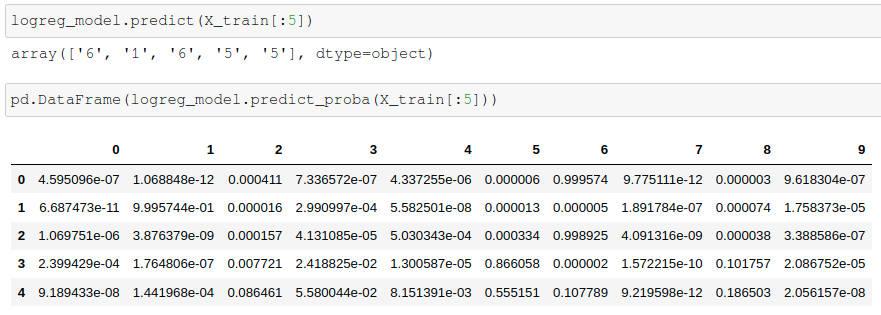 logreg_model.predict(X_train[:5])
array(['6', '1', '6', '5', '5'], dtype=object)
pd.DataFrame(logreg_model.predict_proba(X_train[:5]))
0 1 2 3 4 5 6 7 8 9
0 4.595096e-07 1.068848e-12 0.000411 7.336572e-07 4.337255e-06 0.000006 0.999574 9.775111e-12 0.000003 9.618304e-07
1 6.687473e-11 9.995744e-01 0.000016 2.990997e-04 5.582501e-08 0.000013 0.000005 1.891784e-07 0.000074 1.758373e-05
2 1.069751e-06 3.876379e-09 0.000157 4.131085e-05 5.030343e-04 0.000334 0.998925 4.091316e-09 0.000038 3.388586e-07
3 2.399429e-04 1.764806e-07 0.007721 2.418825e-02 1.300587e-05 0.866058 0.000002 1.572215e-10 0.101757 2.086752e-05
4 9.189433e-08 1.441968e-04 0.086461 5.580044e-02 8.151391e-03 0.555151 0.107789 9.219598e-12 0.186503 2.056157e-08